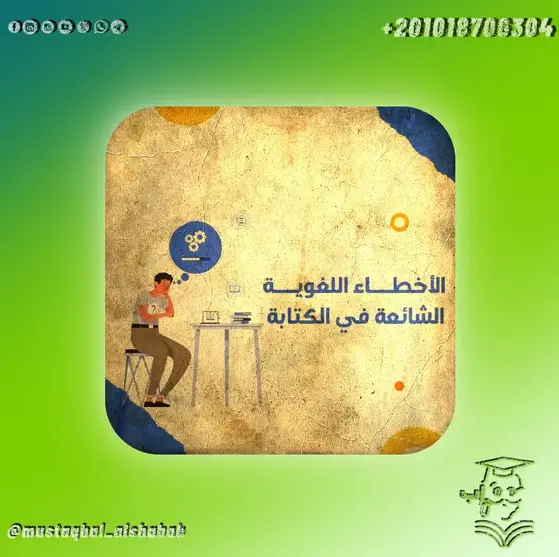 +201018706304
الأخطاء اللغوية
الشائعة في الكتابة
@mustaqbal_alshabab